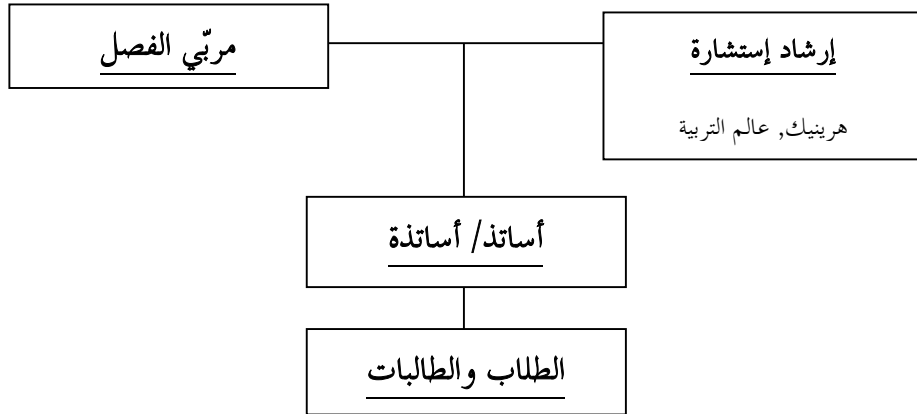 إرشاد إستشارة
هرينيك, عالم التربية
مربّي الفصل
أساتذ/ أساتذة
الطلاب والطالبات